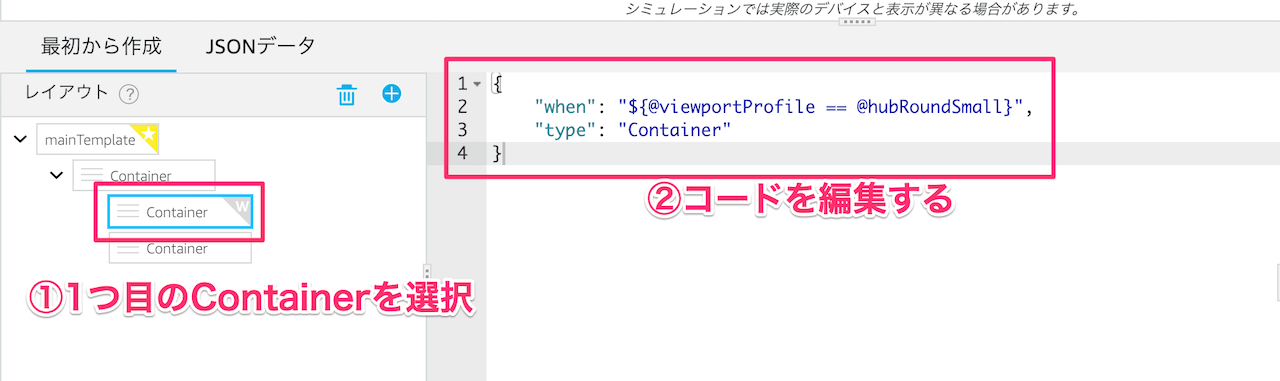 シミュレーションでは実際のデバイスと表示が異なる場合があります。
最初から作成 JSONデータ
レイアウト ?
mainTemplate
Container
Container W
Container
①1つ目のContainerを選択
1 {
2 "when": "${@viewportProfile == @hubRoundSmall}",
3 "type": "Container"
4 }
②コードを編集する